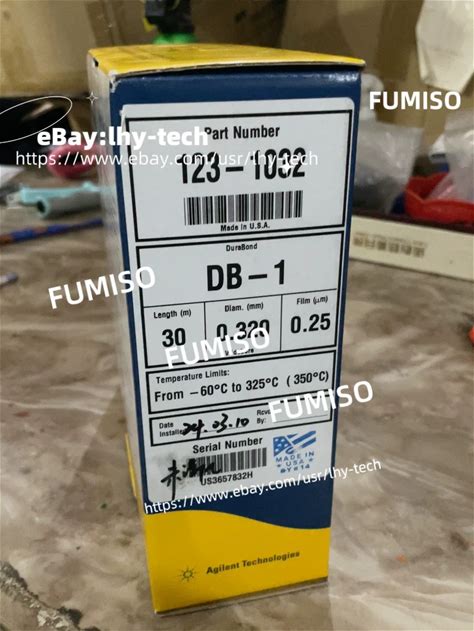 FUMISO
eBay:lhy-tech
https://www.ebay.com/usr/lhy-tech
Part Number
123-1032
Made in U.S.A.
DuraBond
DB-1
FUMISO
Length (m) Diam. (mm) Film (μm)
30 0.320 0.25
FUMISO
Temperature Limits:
From -60°C to 325°C (350°C)
FUMISO
Date Installed 24.03.10 Rcvd By:
Serial Number
MADE IN USA
US3657832H
https://www.ebay.com/usr/lhy-tech
Agilent Technologies